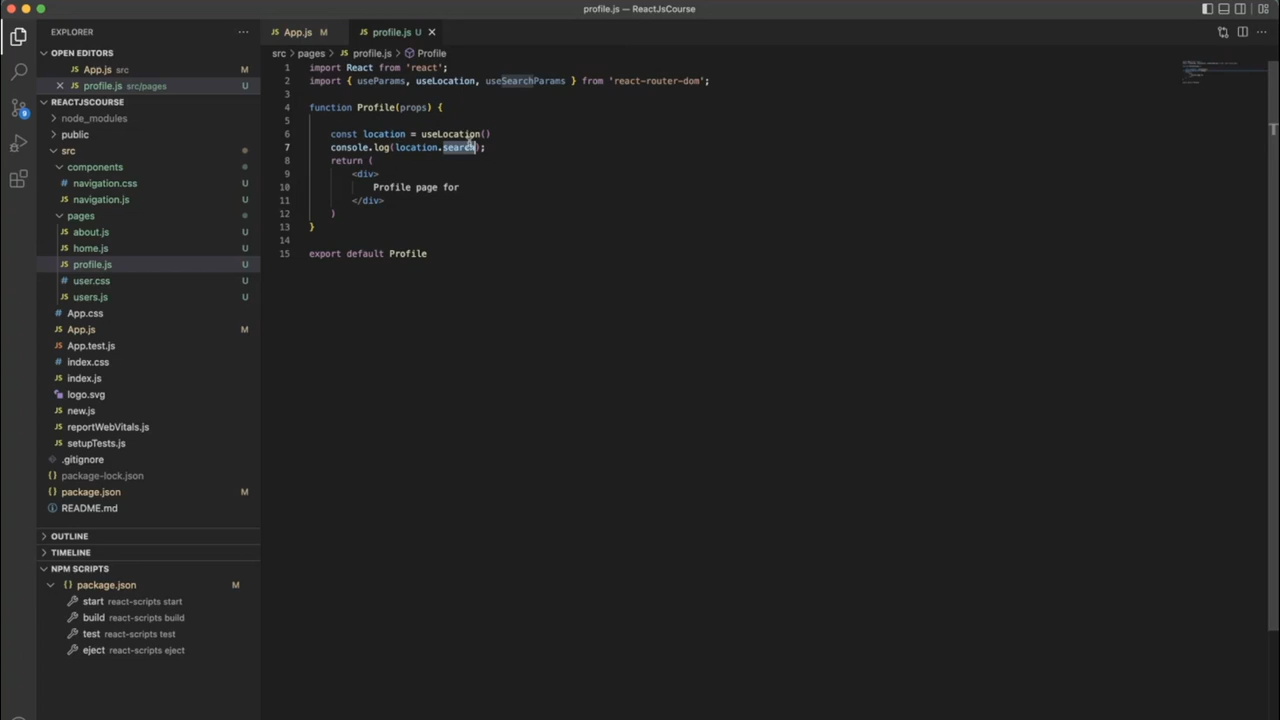 profile.js — ReactJsCourse
EXPLORER
OPEN EDITORS
App.js src M
profile.js src/pages U
REACTJSCOURSE
node_modules
public
src
components
navigation.css U
navigation.js U
pages
about.js U
home.js U
profile.js U
user.css U
users.js U
App.css
App.js M
App.test.js
index.css
index.js
logo.svg
new.js
reportWebVitals.js
setupTests.js
.gitignore
package-lock.json
package.json M
README.md
OUTLINE
TIMELINE
NPM SCRIPTS
package.json M
start react-scripts start
build react-scripts build
test react-scripts test
eject react-scripts eject
9
App.js M
profile.js U
src > pages > profile.js > Profile
1 import React from 'react';
2 import { useParams, useLocation, useSearchParams } from 'react-router-dom';
3
4 function Profile(props) {
5
6 const location = useLocation()
7 console.log(location.search);
8 return (
9 <div>
10 Profile page for
11 </div>
12 )
13 }
14
15 export default Profile